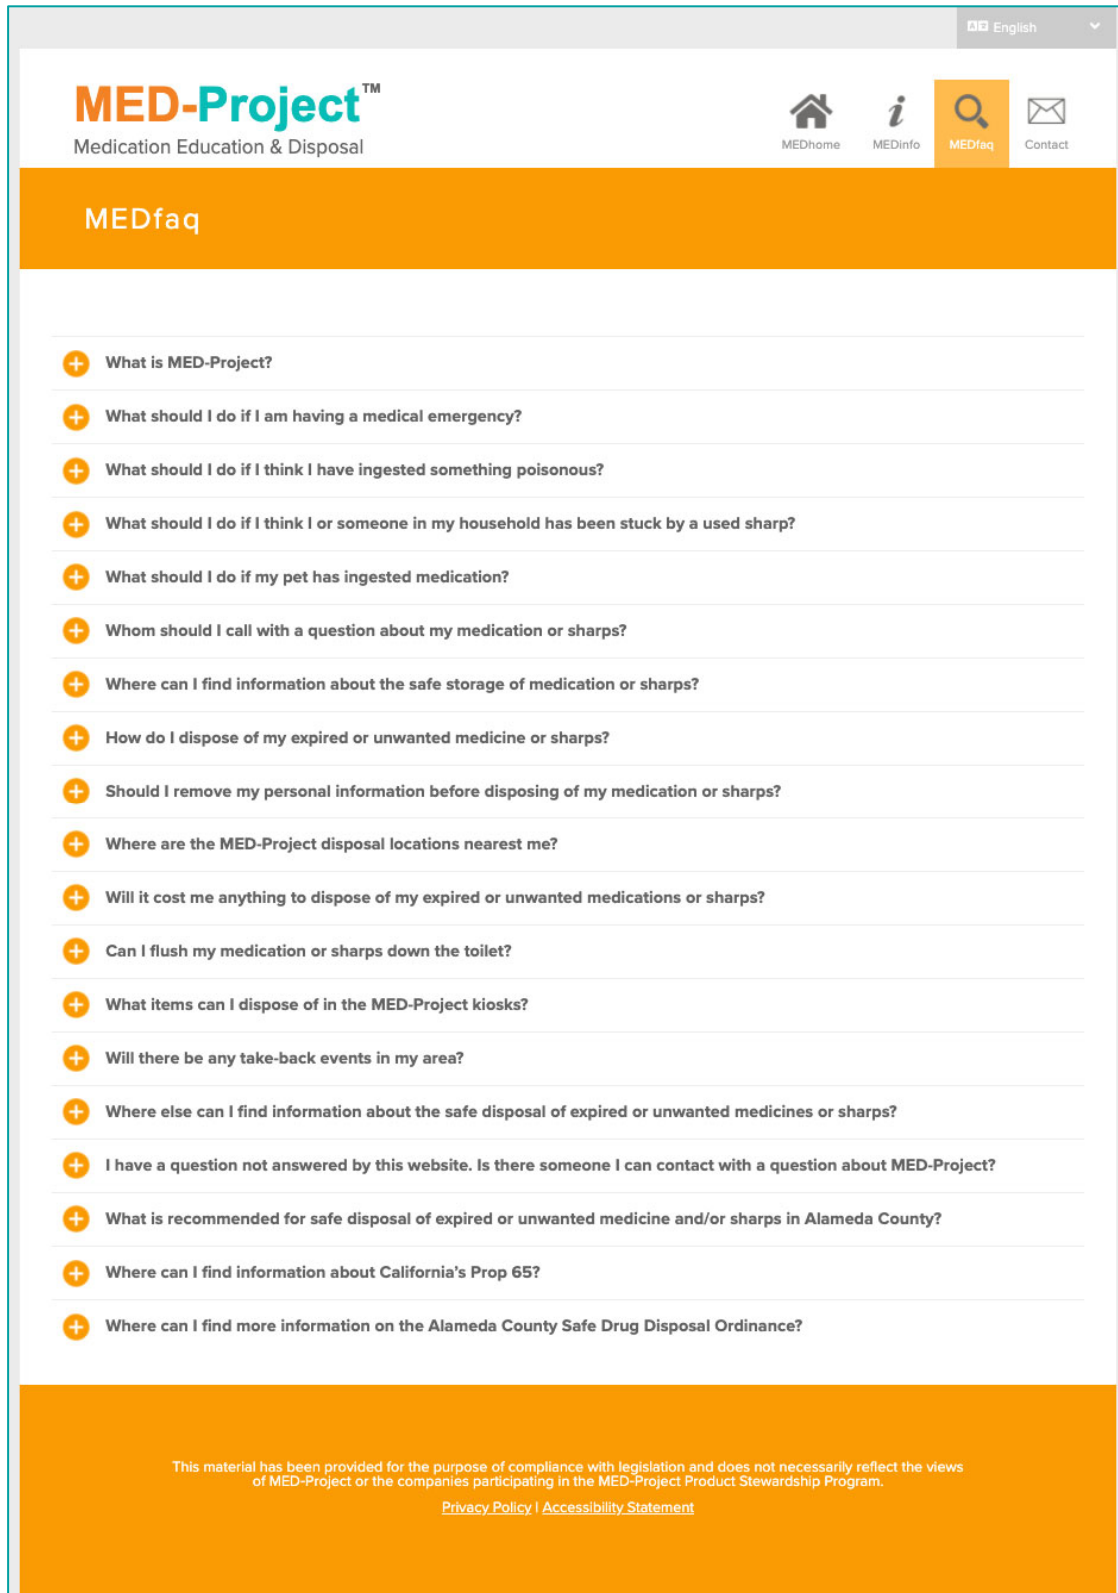 English
MED-Project™
Medication Education & Disposal
MEDhome
MEDinfo
MEDfaq
Contact
MEDfaq
What is MED-Project?
What should I do if I am having a medical emergency?
What should I do if I think I have ingested something poisonous?
What should I do if I think I or someone in my household has been stuck by a used sharp?
What should I do if my pet has ingested medication?
Whom should I call with a question about my medication or sharps?
Where can I find information about the safe storage of medication or sharps?
How do I dispose of my expired or unwanted medicine or sharps?
Should I remove my personal information before disposing of my medication or sharps?
Where are the MED-Project disposal locations nearest me?
Will it cost me anything to dispose of my expired or unwanted medications or sharps?
Can I flush my medication or sharps down the toilet?
What items can I dispose of in the MED-Project kiosks?
Will there be any take-back events in my area?
Where else can I find information about the safe disposal of expired or unwanted medicines or sharps?
I have a question not answered by this website. Is there someone I can contact with a question about MED-Project?
What is recommended for safe disposal of expired or unwanted medicine and/or sharps in Alameda County?
Where can I find information about California's Prop 65?
Where can I find more information on the Alameda County Safe Drug Disposal Ordinance?
This material has been provided for the purpose of compliance with legislation and does not necessarily reflect the views
of MED-Project or the companies participating in the MED-Project Product Stewardship Program.
Privacy Policy | Accessibility Statement